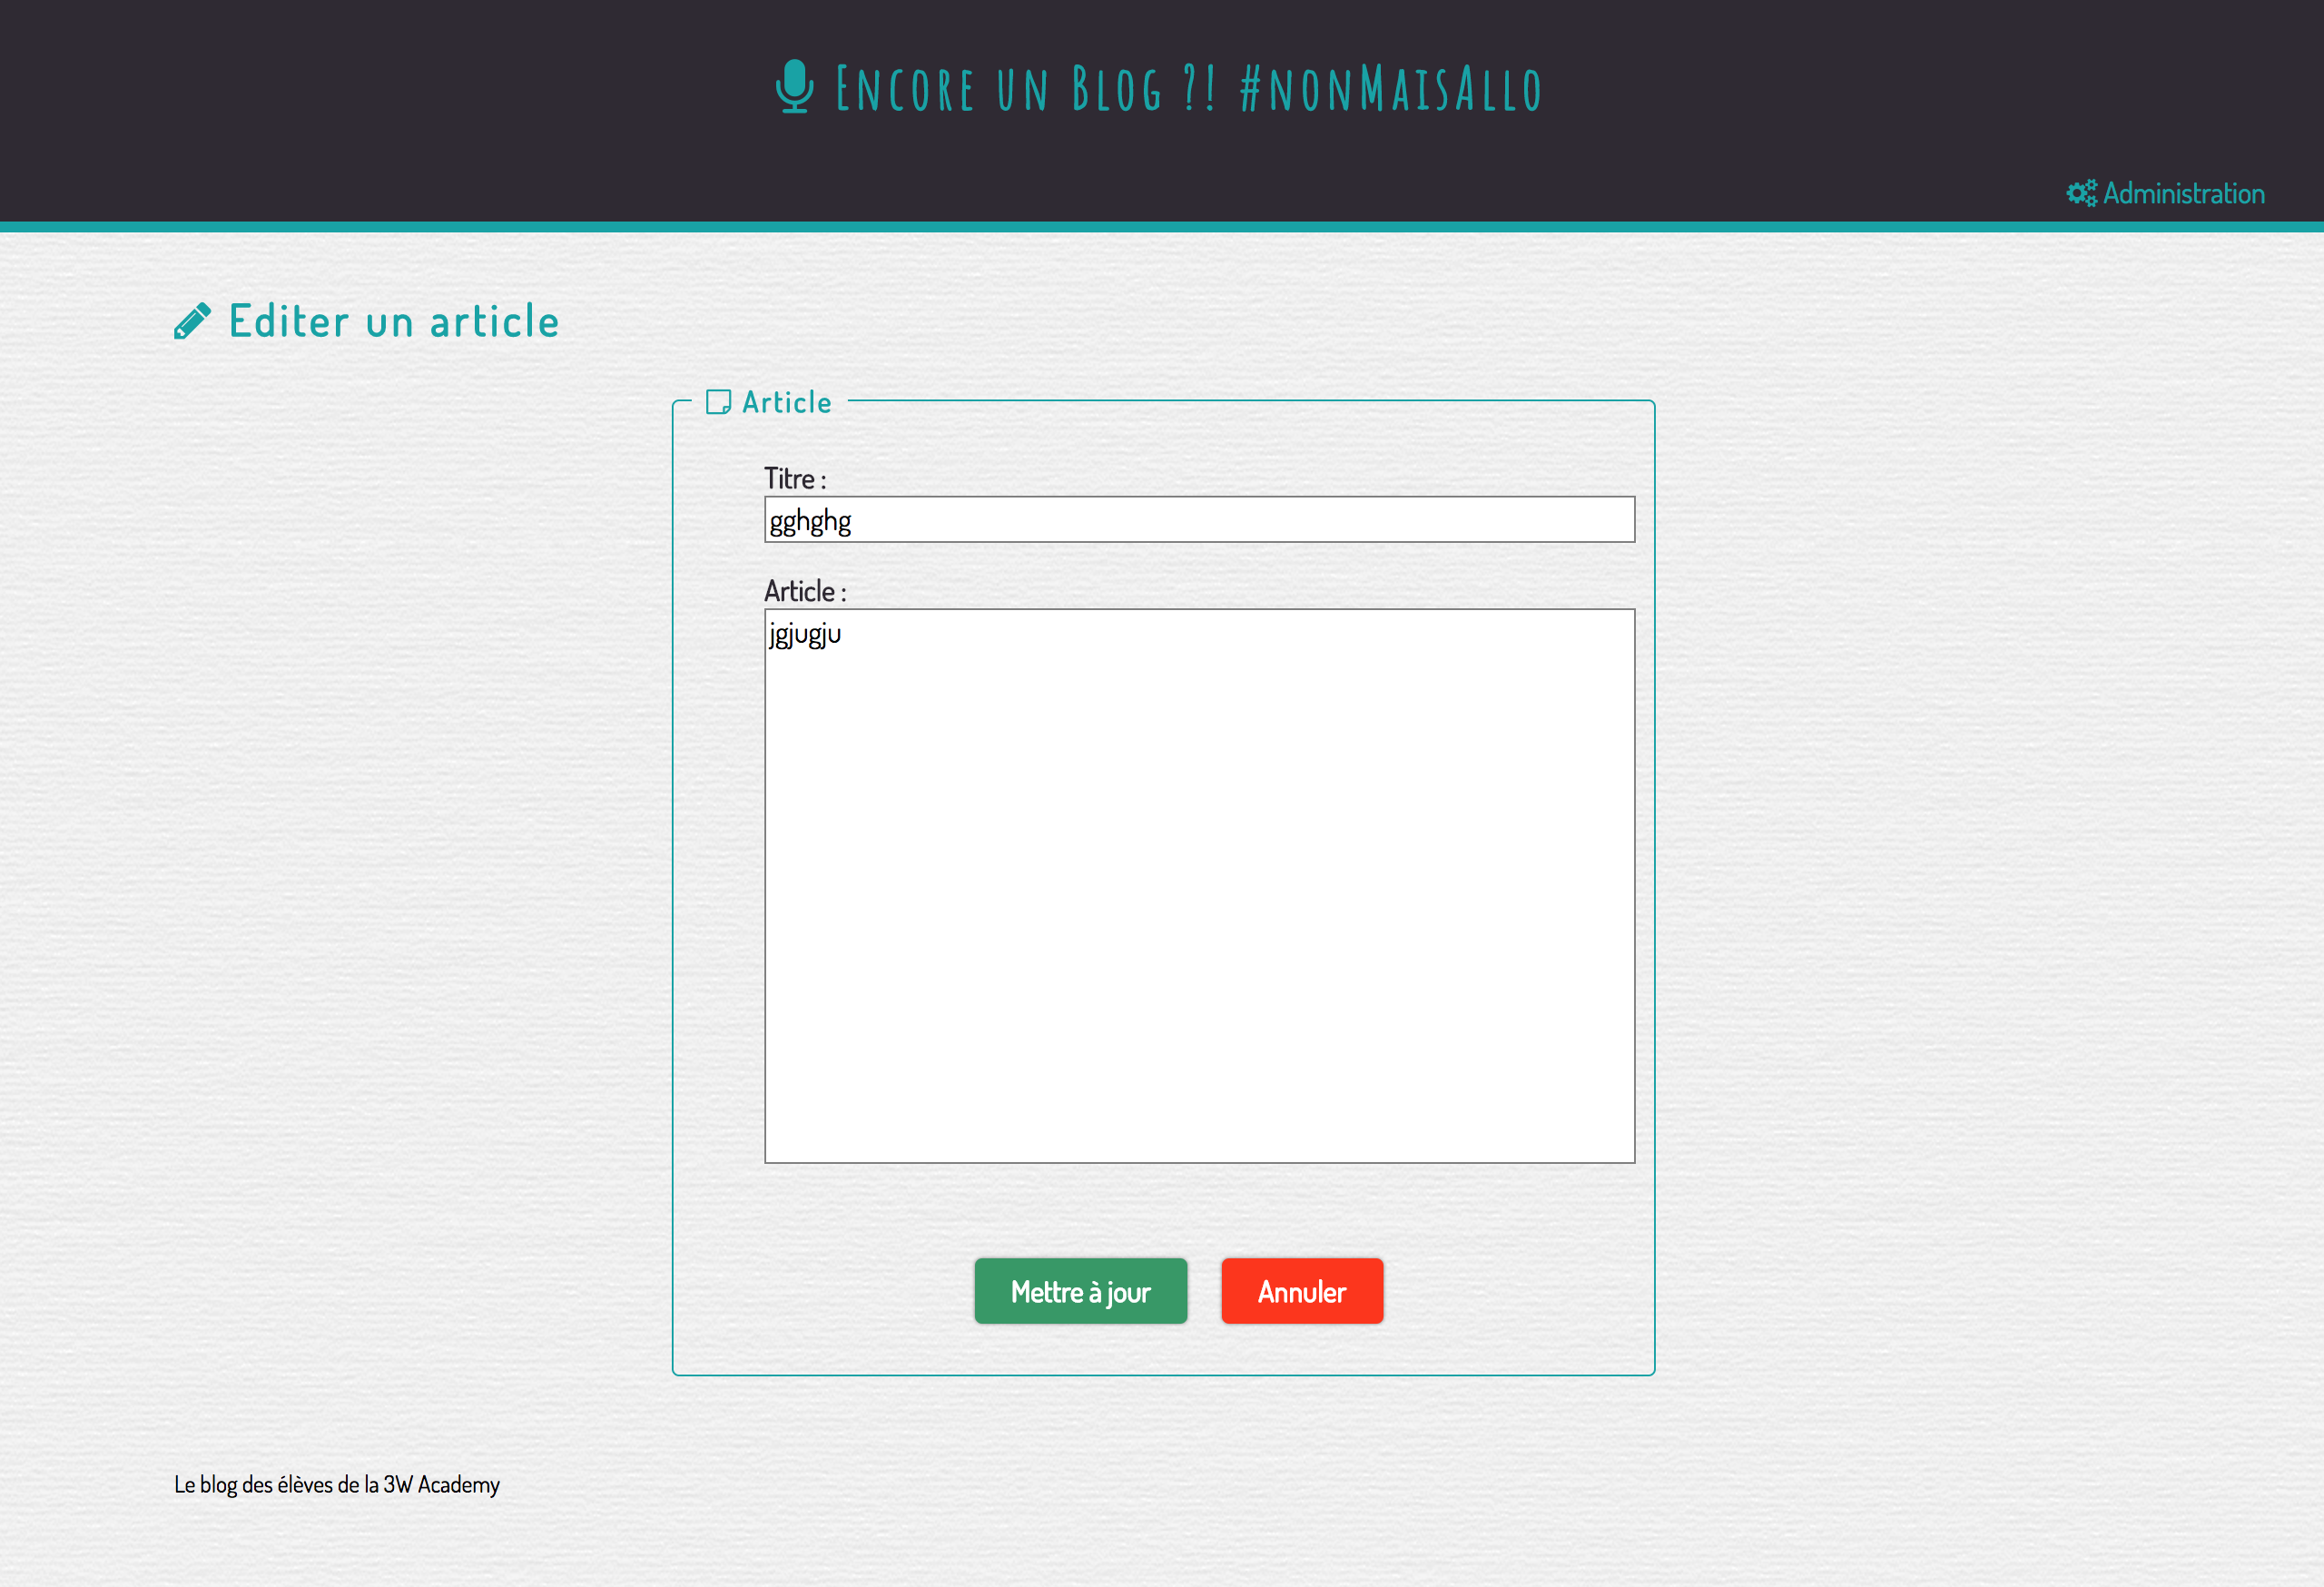 Encore un Blog ?! #nonMaisAllo
Administration
Editer un article
Article
Titre :
gghghg
Article :
jgjugju
Mettre à jour
Annuler
Le blog des élèves de la 3W Academy